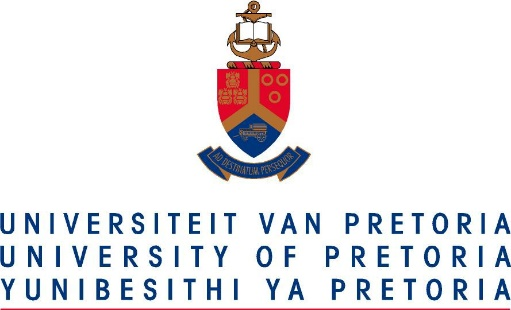 AD DESTINATUM PERSEQUOR
UNIVERSITEIT VAN PRETORIA
UNIVERSITY OF PRETORIA
YUNIBESITHI YA PRETORIA